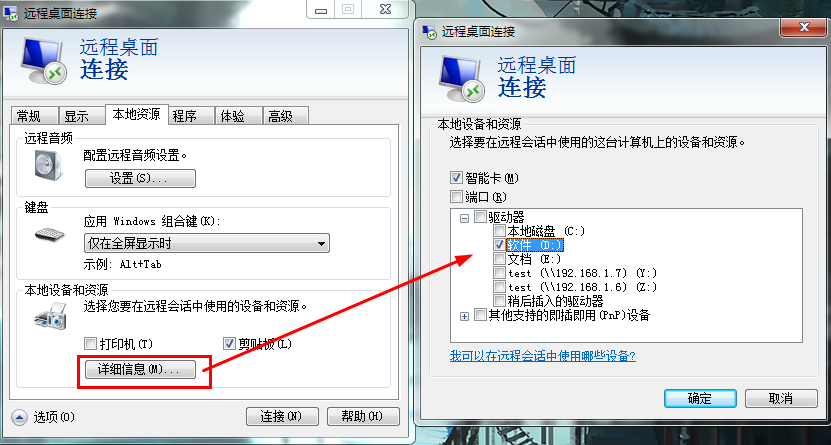 远程桌面连接
远程桌面
连接
常规 显示 本地资源 程序 体验 高级
远程音频
配置远程音频设置。
设置(S)...
键盘
应用 Windows 组合键(K):
仅在全屏显示时
示例: Alt+Tab
本地设备和资源
选择您要在远程会话中使用的设备和资源。
打印机(T) 剪贴板(L)
详细信息(M)...
选项(O) 连接(N) 帮助(H)
远程桌面连接
远程桌面
连接
本地设备和资源
选择要在远程会话中使用的这台计算机上的设备和资源。
智能卡(M)
端口(R)
驱动器
本地磁盘 (C:)
软件 (D:)
文档 (E:)
test (\\192.168.1.7) (Y:)
test (\\192.168.1.6) (Z:)
稍后插入的驱动器
其他支持的即插即用(PnP)设备
我可以在远程会话中使用哪些设备?
确定 取消